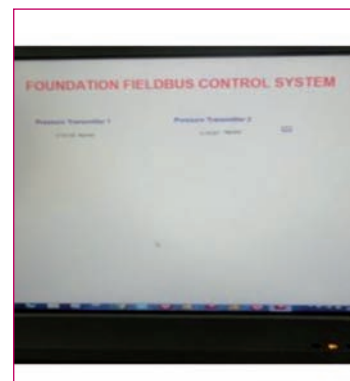 FOUNDATION FIELDBUS CONTROL SYSTEM
Pressure Transmitter 1
Pressure Transmitter 2